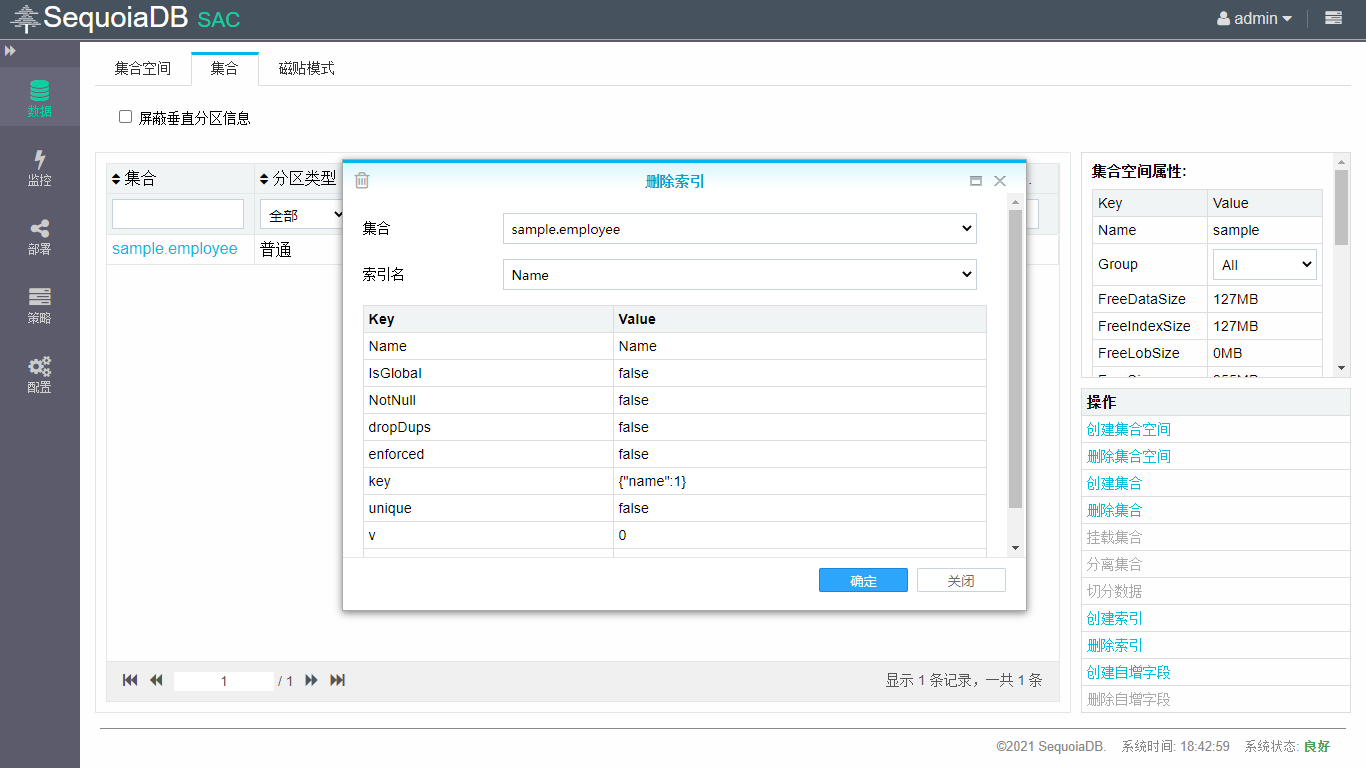 SequoiaDB SAC
admin
集合空间 集合 磁贴模式
屏蔽垂直分区信息
数据
监控
部署
策略
配置
集合 分区类型
全部
sample.employee 普通
删除索引
集合 sample.employee
索引名 Name
Key Value
Name Name
IsGlobal false
NotNull false
dropDups false
enforced false
key {"name":1}
unique false
v 0
确定 关闭
1 / 1 显示 1 条记录，一共 1 条
集合空间属性:
Key Value
Name sample
Group All
FreeDataSize 127MB
FreeIndexSize 127MB
FreeLobSize 0MB
操作
创建集合空间
删除集合空间
创建集合
删除集合
挂载集合
分离集合
切分数据
创建索引
删除索引
创建自增字段
删除自增字段
©2021 SequoiaDB. 系统时间: 18:42:59 系统状态: 良好